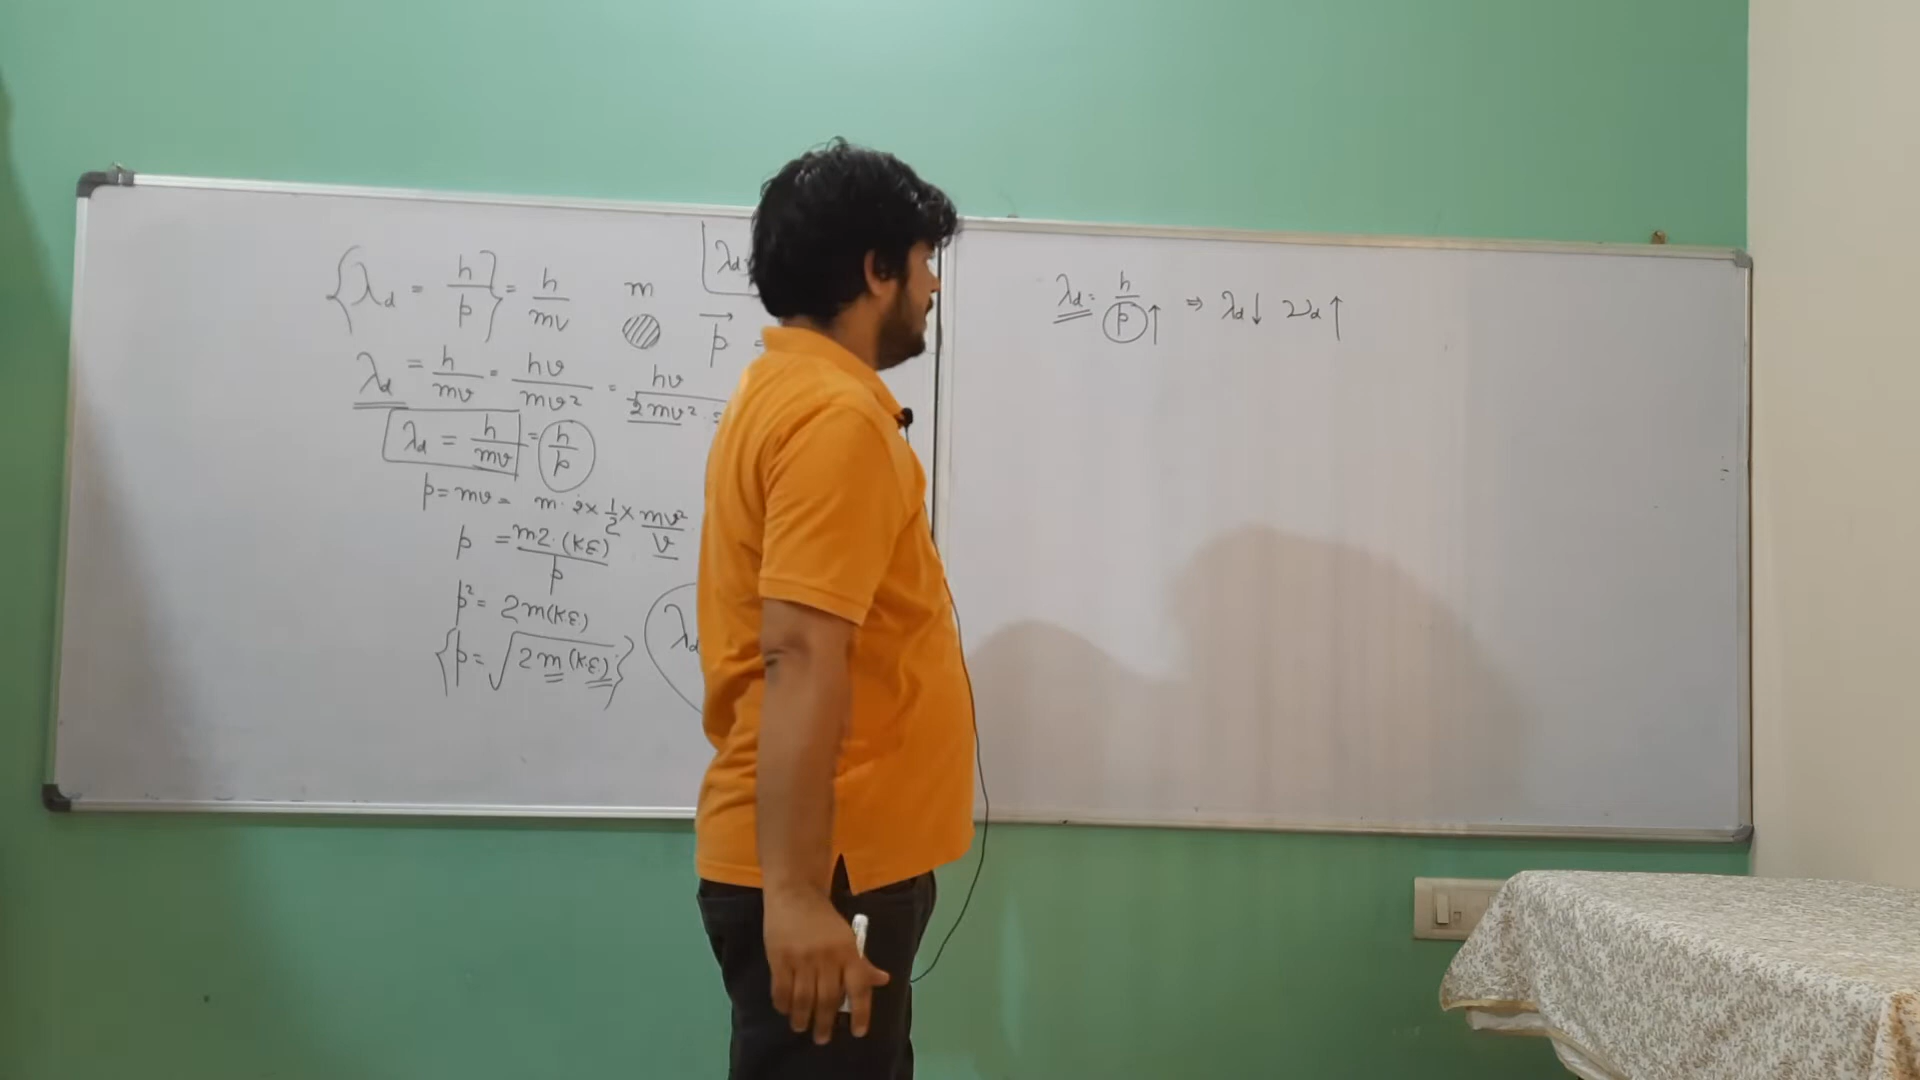 {λd = h/p} = h/mv m
p⃗ =
λd = h/mv = hv/mv² = hv/2mv²
λd = h/mv = h/p
p = mv = m · 2 × 1/2 × mv²/v
p = m2·(KE)/p
p² = 2m(KE)
{p = √2m(KE)}
λd
λd = h/p↑ ⇒ λd↓ νd↑